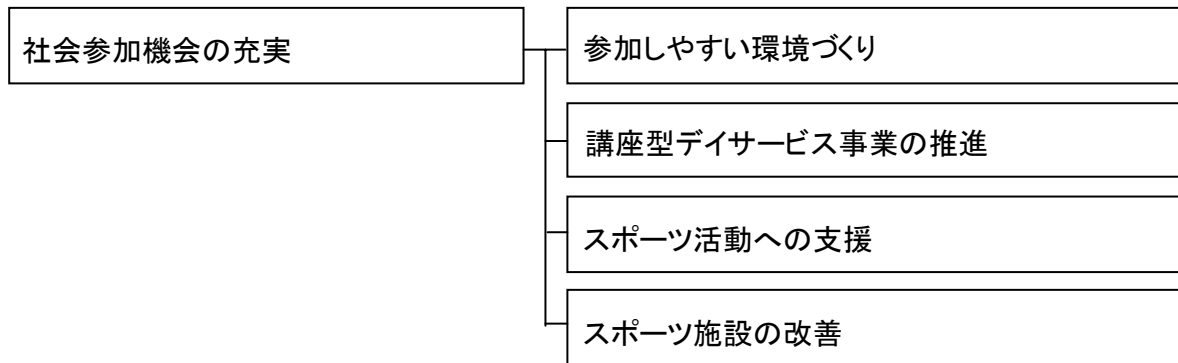 社会参加機会の充実
参加しやすい環境づくり
講座型デイサービス事業の推進
スポーツ活動への支援
スポーツ施設の改善